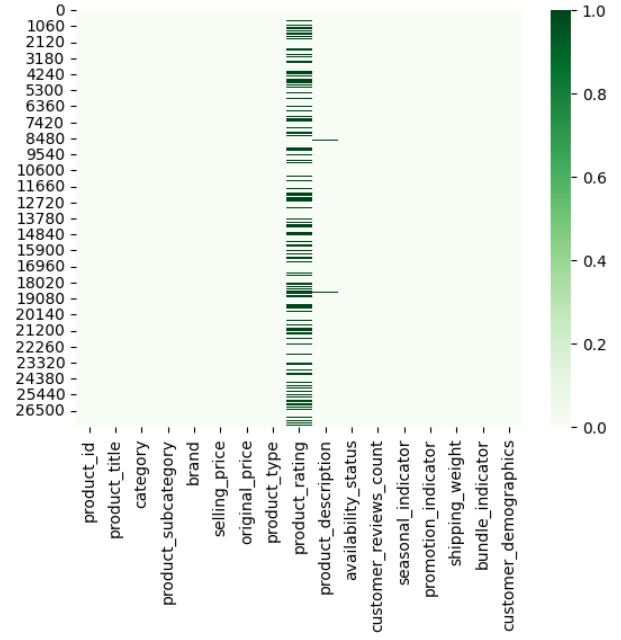 0
1060
2120
3180
4240
5300
6360
7420
8480
9540
10600
11660
12720
13780
14840
15900
16960
18020
19080
20140
21200
22260
23320
24380
25440
26500
1.0
0.8
0.6
0.4
0.2
0.0
product_id
product_title
category
product_subcategory
brand
selling_price
original_price
product_type
product_rating
product_description
availability_status
customer_reviews_count
seasonal_indicator
promotion_indicator
shipping_weight
bundle_indicator
customer_demographics